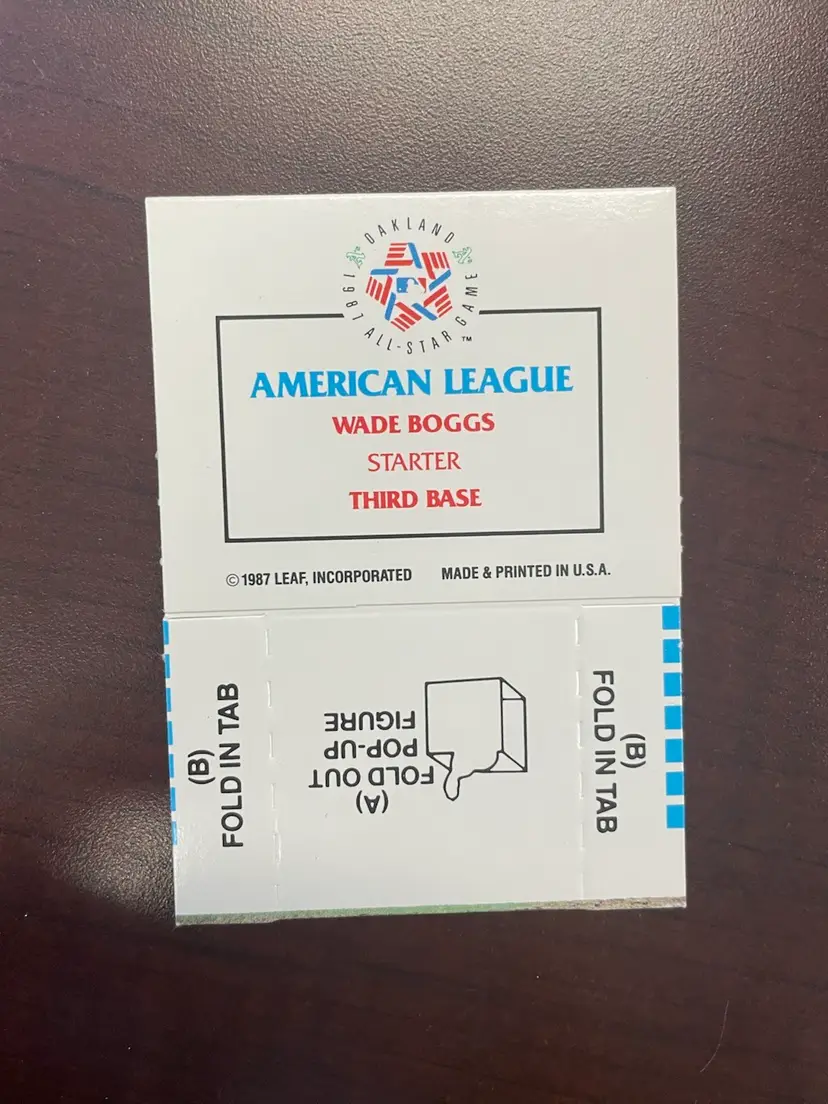 OAKLAND
1987 ALL-STAR GAME ™
AMERICAN LEAGUE
WADE BOGGS
STARTER
THIRD BASE
© 1987 LEAF, INCORPORATED MADE & PRINTED IN U.S.A.
(B)
FOLD IN TAB
(A)
FOLD OUT
POP-UP
FIGURE
(B)
FOLD IN TAB